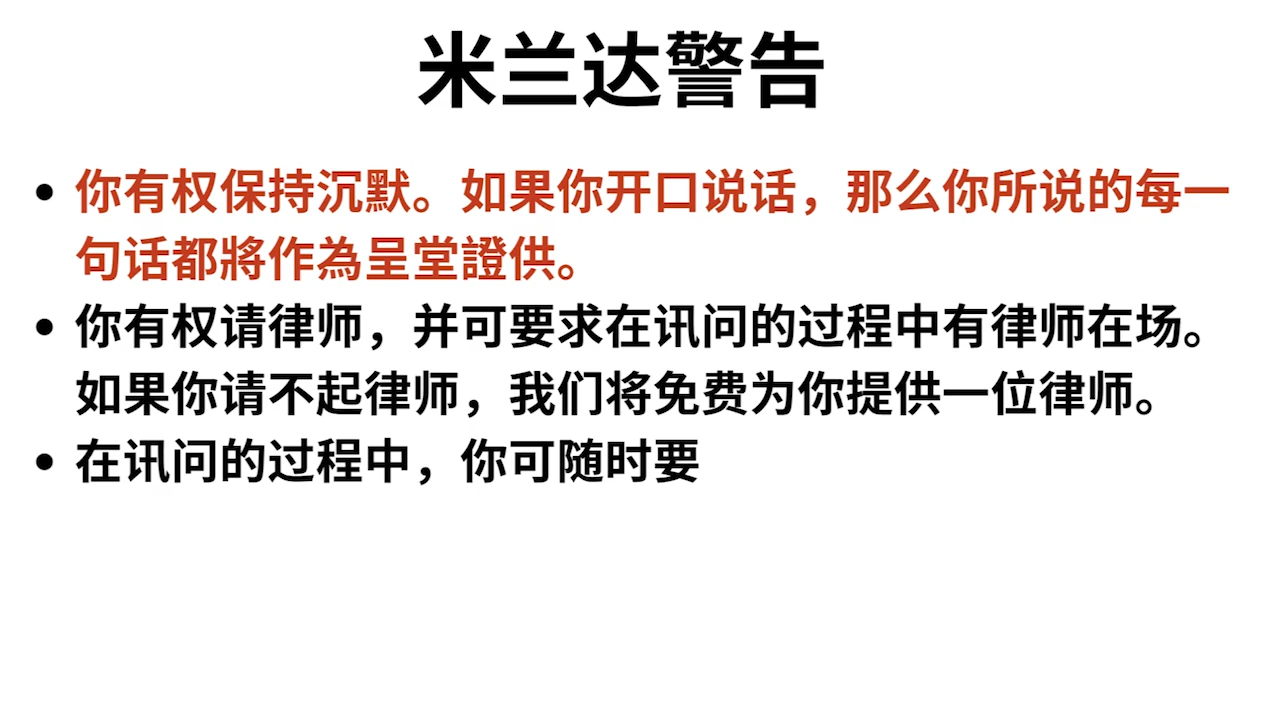 米兰达警告
• 你有权保持沉默。如果你开口说话，那么你所说的每一
句话都將作為呈堂證供。
• 你有权请律师，并可要求在讯问的过程中有律师在场。
如果你请不起律师，我们将免费为你提供一位律师。
• 在讯问的过程中，你可随时要